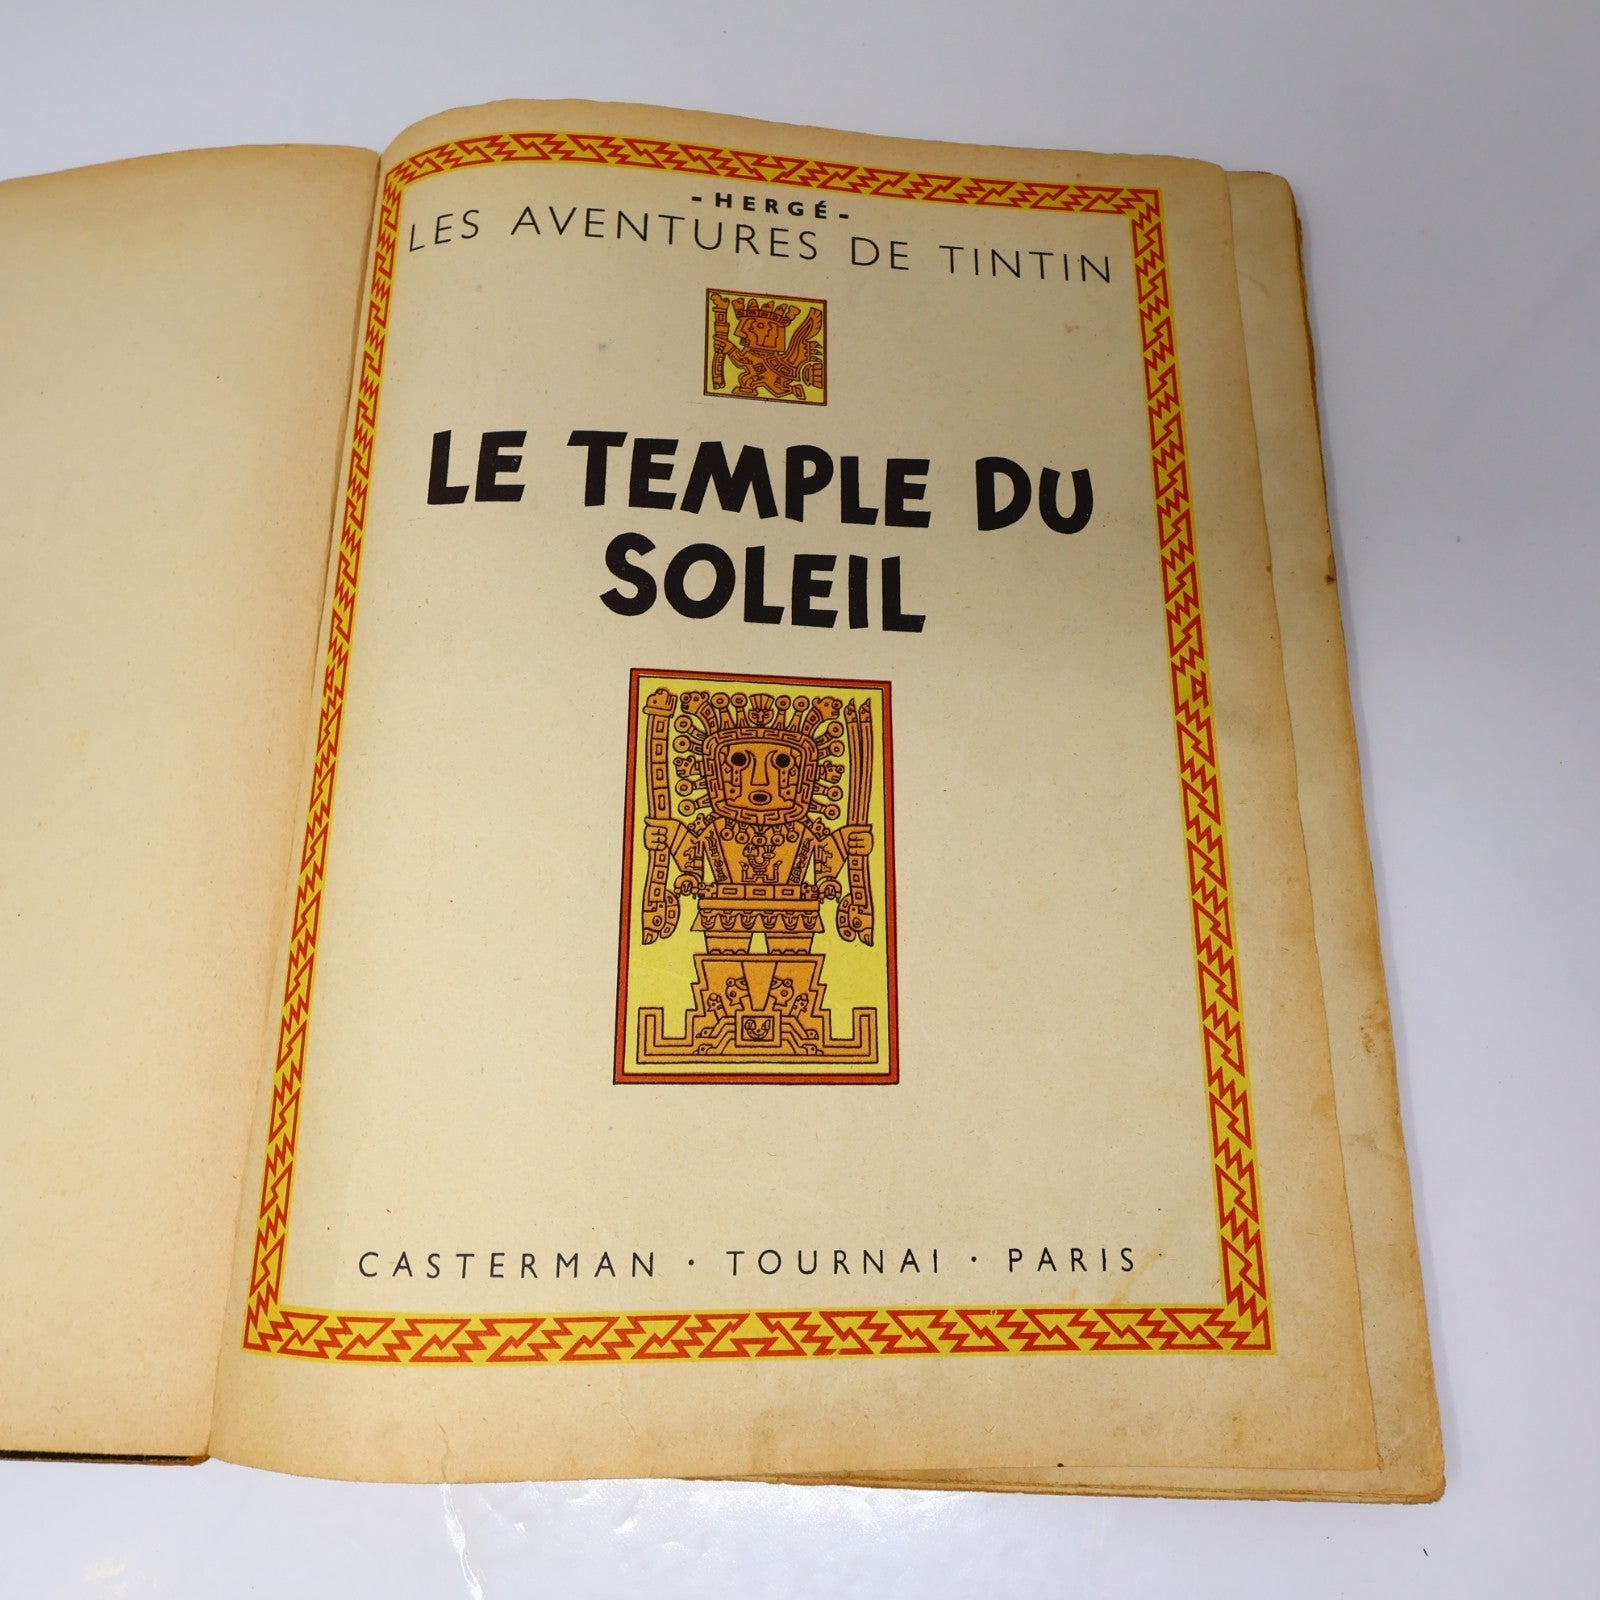 - HERGÉ -
LES AVENTURES DE TINTIN
LE TEMPLE DU
SOLEIL
CASTERMAN · TOURNAI · PARIS